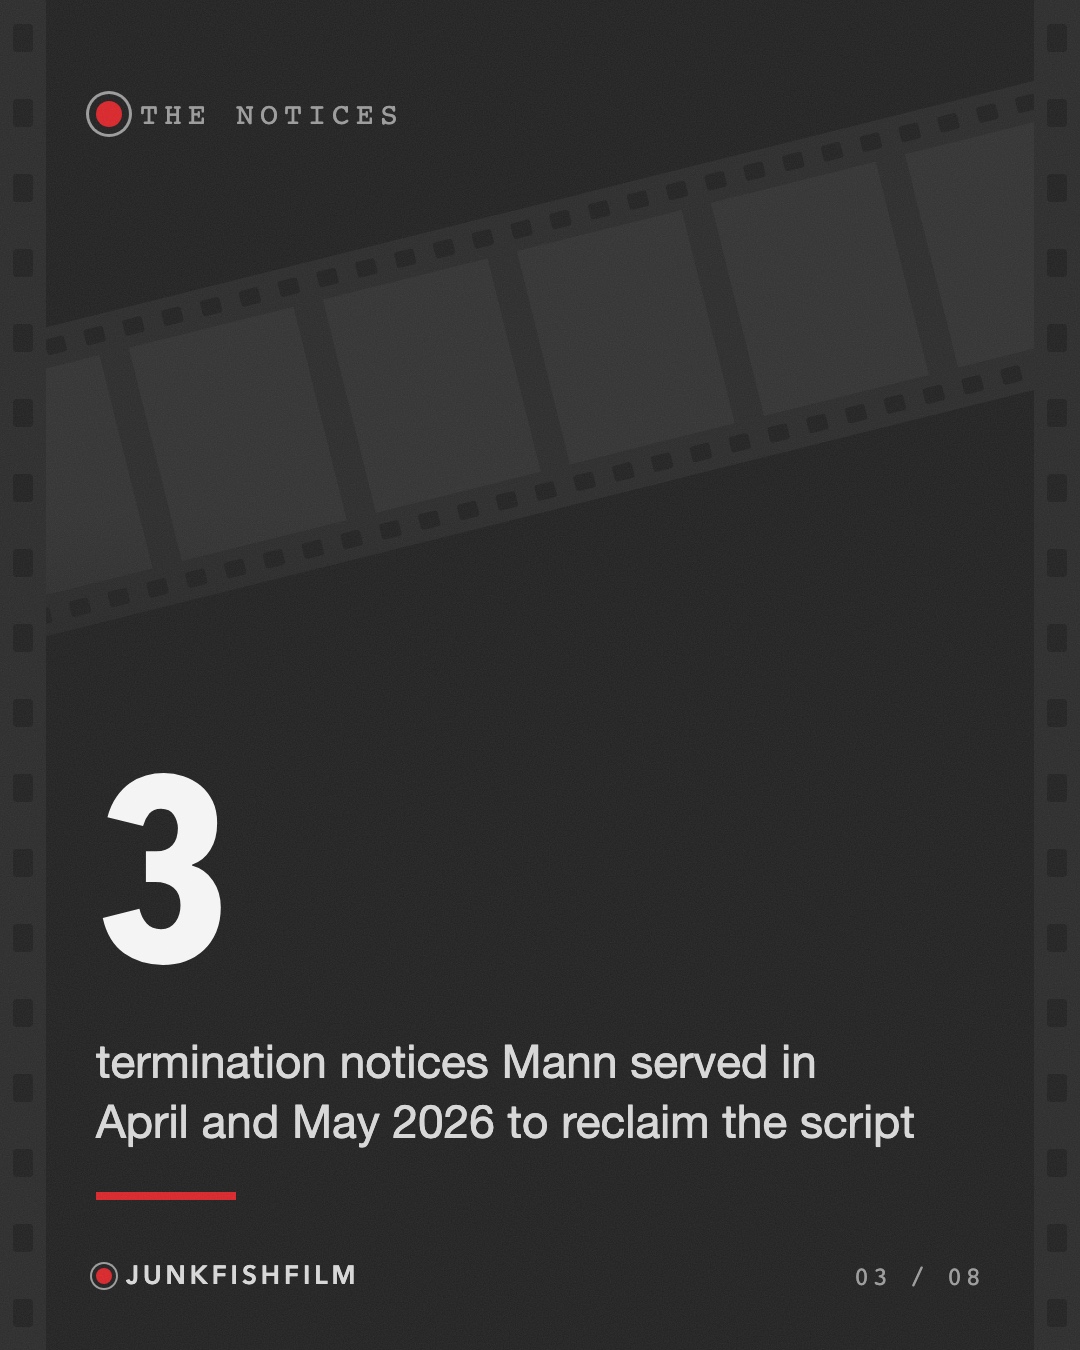 THE NOTICES
3
termination notices Mann served in
April and May 2026 to reclaim the script
JUNKFISHFILM
03 / 08